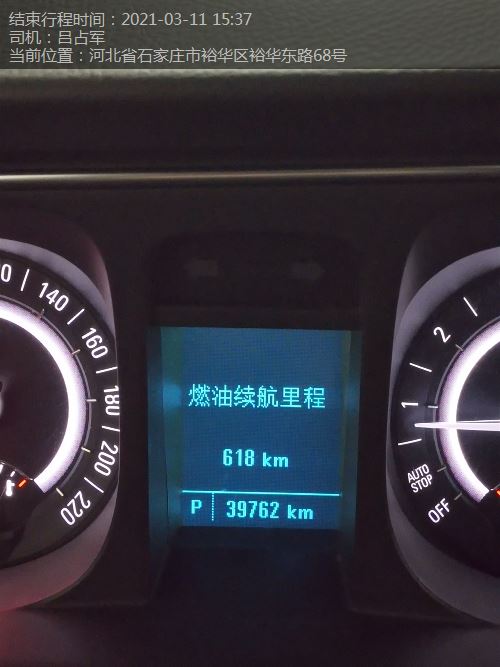 结束行程时间：2021-03-11 15:37
司机：吕占军
当前位置：河北省石家庄市裕华区裕华东路68号
140
160
180
200
220
燃油续航里程
618 km
P 39762 km
2
1
AUTO
STOP
OFF